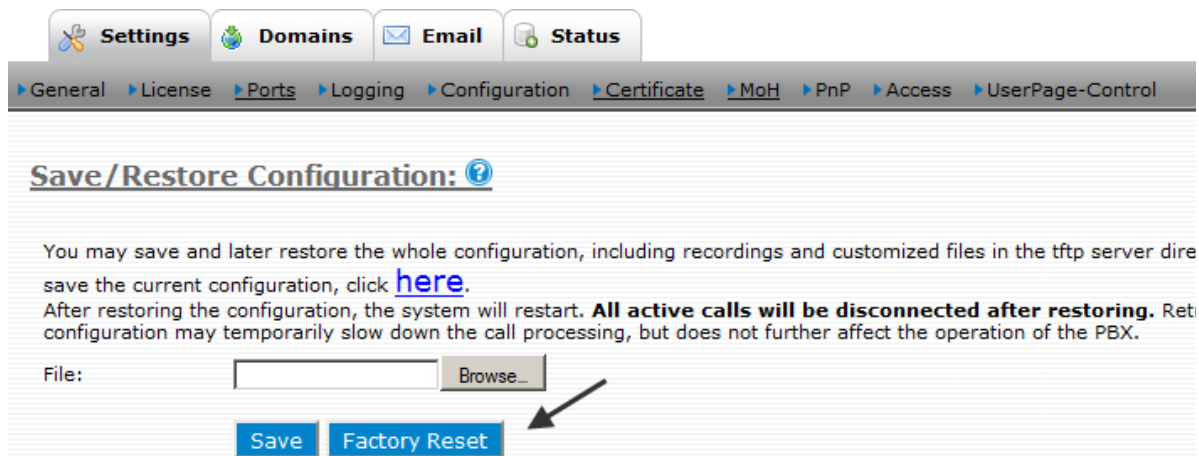 Settings Domains Email Status
General License Ports Logging Configuration Certificate MoH PnP Access UserPage-Control
Save/Restore Configuration:
You may save and later restore the whole configuration, including recordings and customized files in the tftp server dire
save the current configuration, click here.
After restoring the configuration, the system will restart. All active calls will be disconnected after restoring. Ret
configuration may temporarily slow down the call processing, but does not further affect the operation of the PBX.
File: Browse...
Save Factory Reset